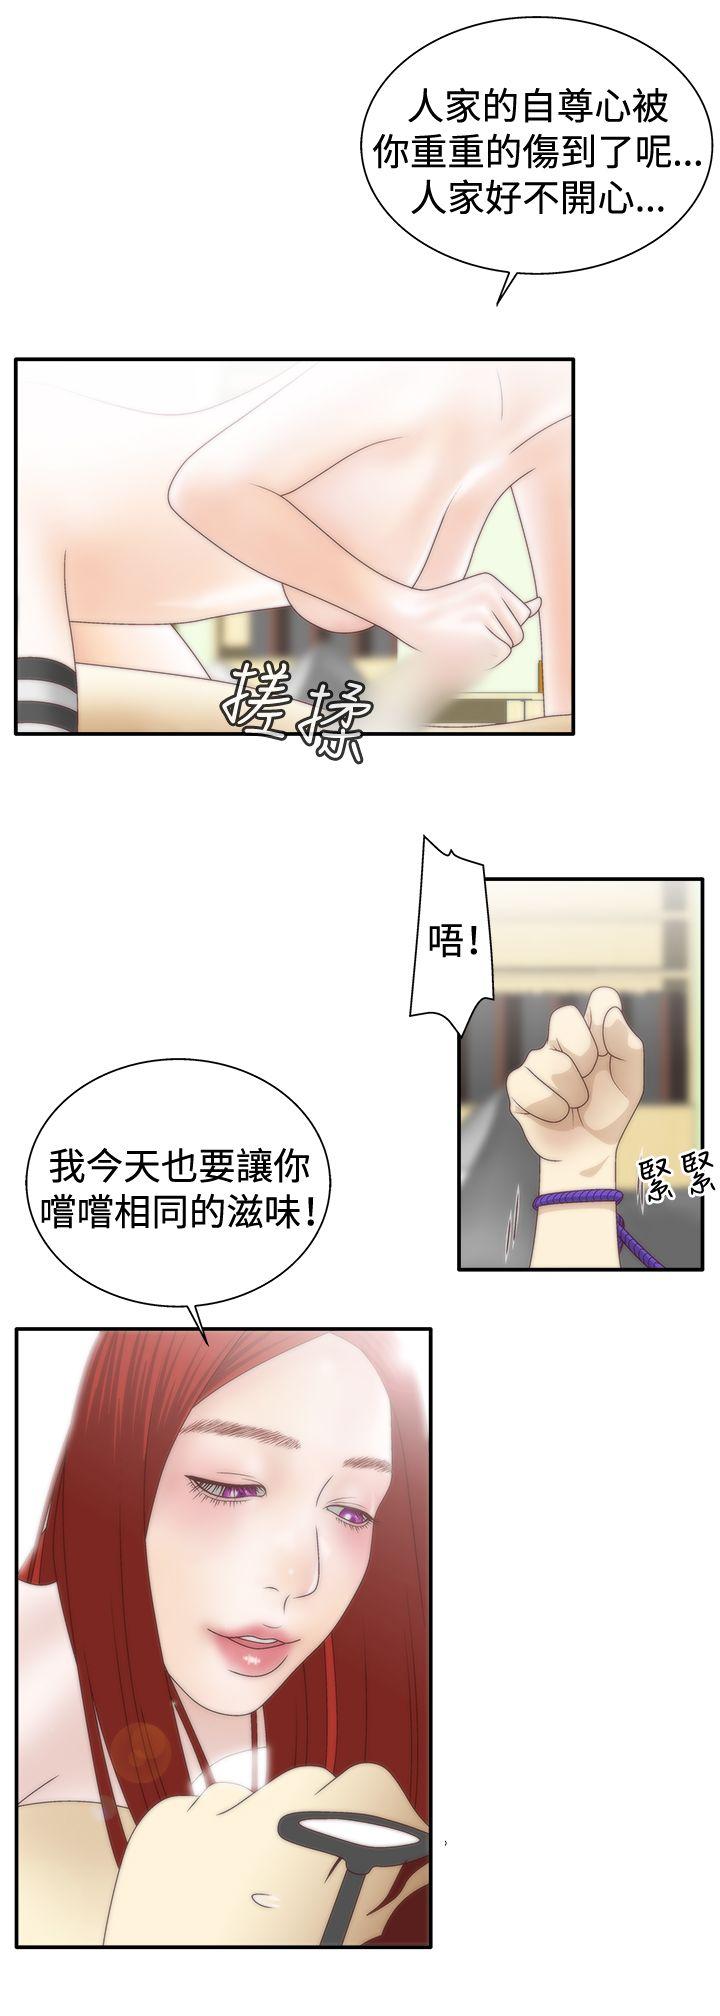 人家的自尊心被
你重重的傷到了呢...
人家好不開心...
搓揉
唔！
緊緊
我今天也要讓你
嚐嚐相同的滋味！